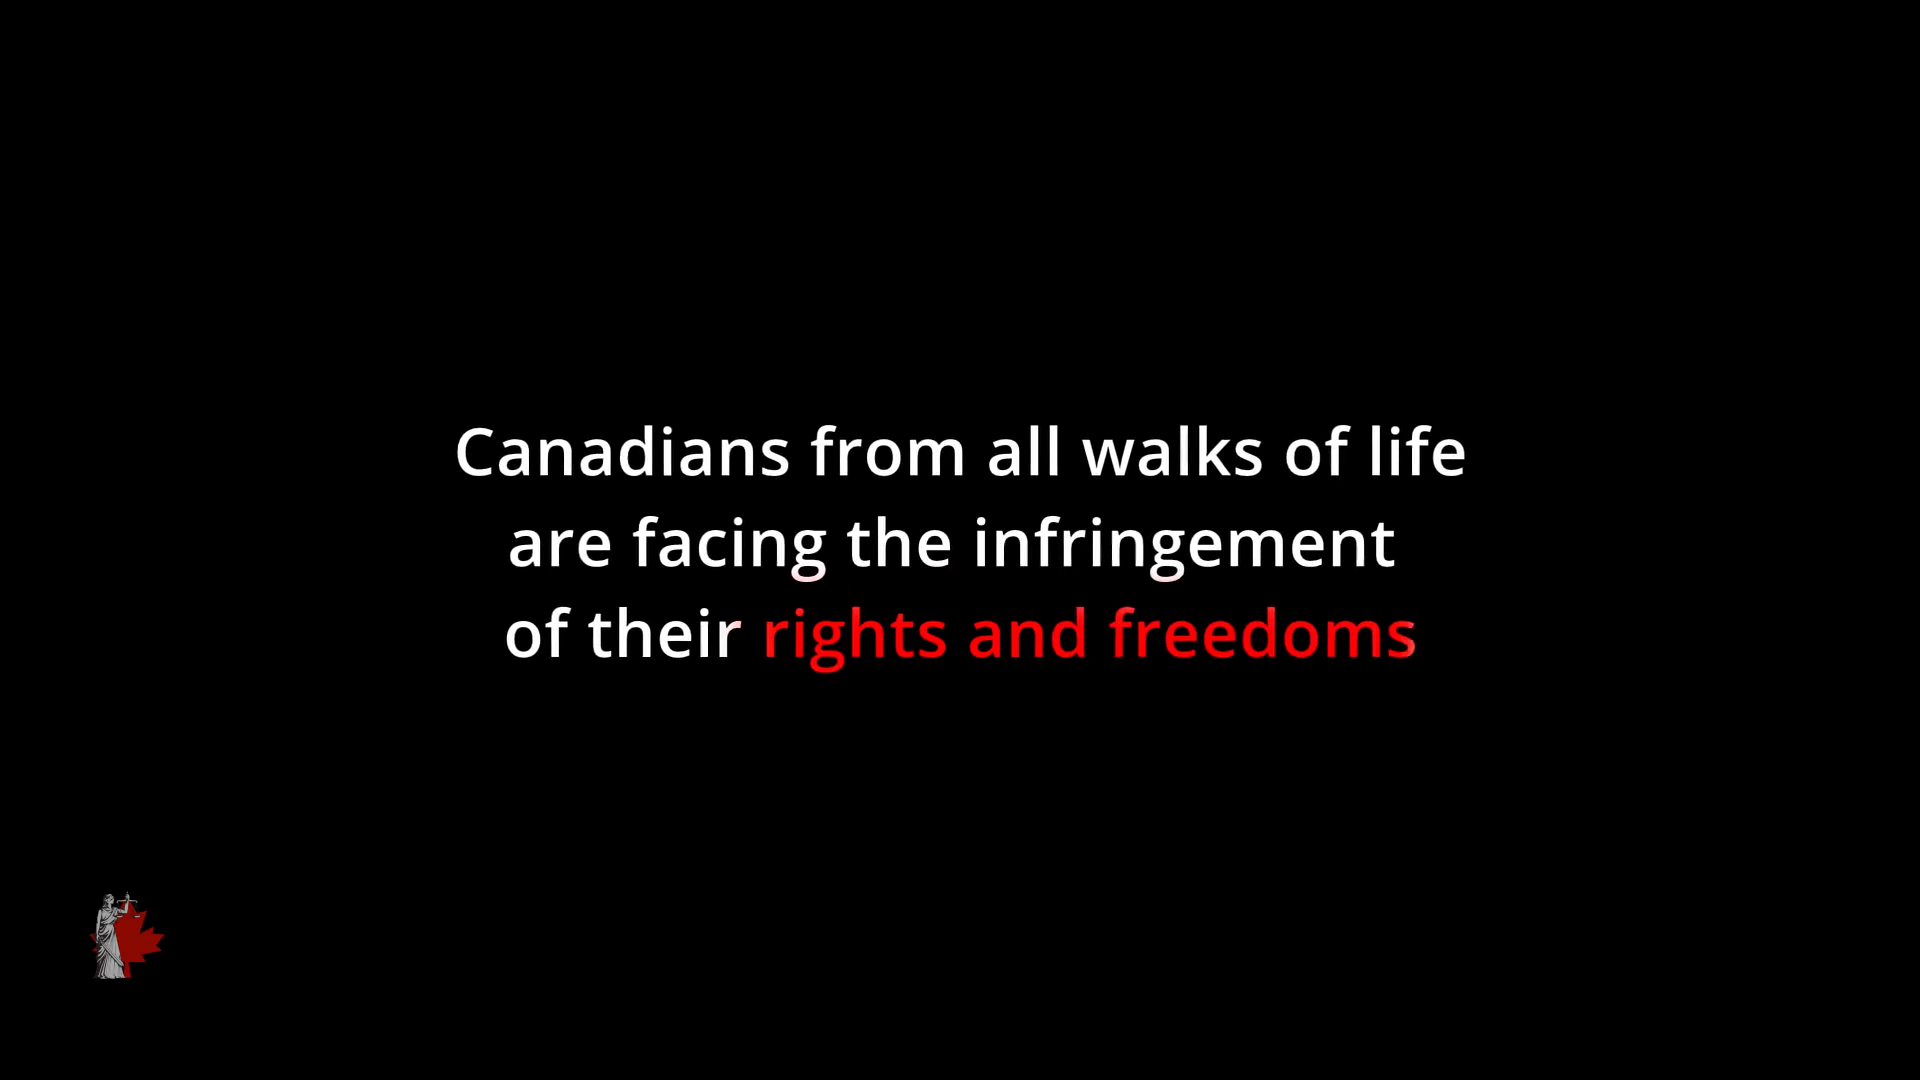 Canadians from all walks of life
are facing the infringement
of their rights and freedoms